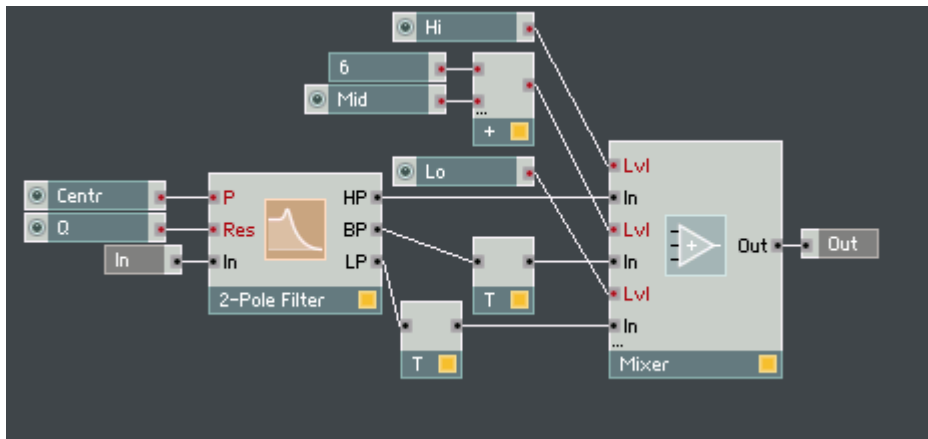 Hi
6
Mid
...
+
Lo
Lvl
Centr
P
HP
In
Q
Res
BP
Lvl
In
In
LP
In
Out
Out
2-Pole Filter
T
Lvl
In
...
T
Mixer